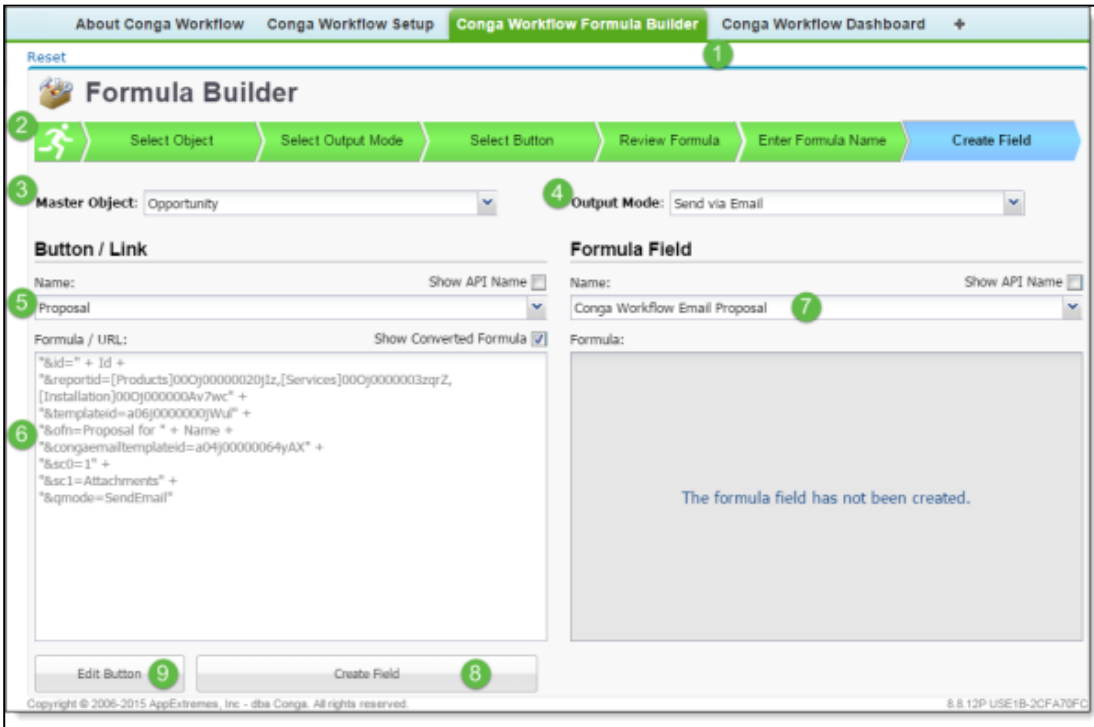 About Conga Workflow Conga Workflow Setup Conga Workflow Formula Builder Conga Workflow Dashboard +
1
Reset
Formula Builder
2 Select Object Select Output Mode Select Button Review Formula Enter Formula Name Create Field
3 Master Object: Opportunity 4 Output Mode: Send via Email
Button / Link Formula Field
Name: Show API Name Name: Show API Name
5 Proposal Conga Workflow Email Proposal 7
Formula / URL: Show Converted Formula Formula:
"&id=" + Id +
"&reportid=[Products]00Oj00000020jIz,[Services]00Oj0000003zqrZ,
[Installation]00Oj000000Av7wc" +
"&templateid=a06j0000000jWul" +
6 "&ofn=Proposal for " + Name +
"&congaemailtemplateid=a04j00000064yAX" +
"&sc0=1" +
"&sc1=Attachments" +
"&qmode=SendEmail"
The formula field has not been created.
Edit Button 9 Create Field 8
Copyright © 2006-2015 AppExtremes, Inc - dba Conga. All rights reserved. 8.8.12P USE1B-2CFA70FC